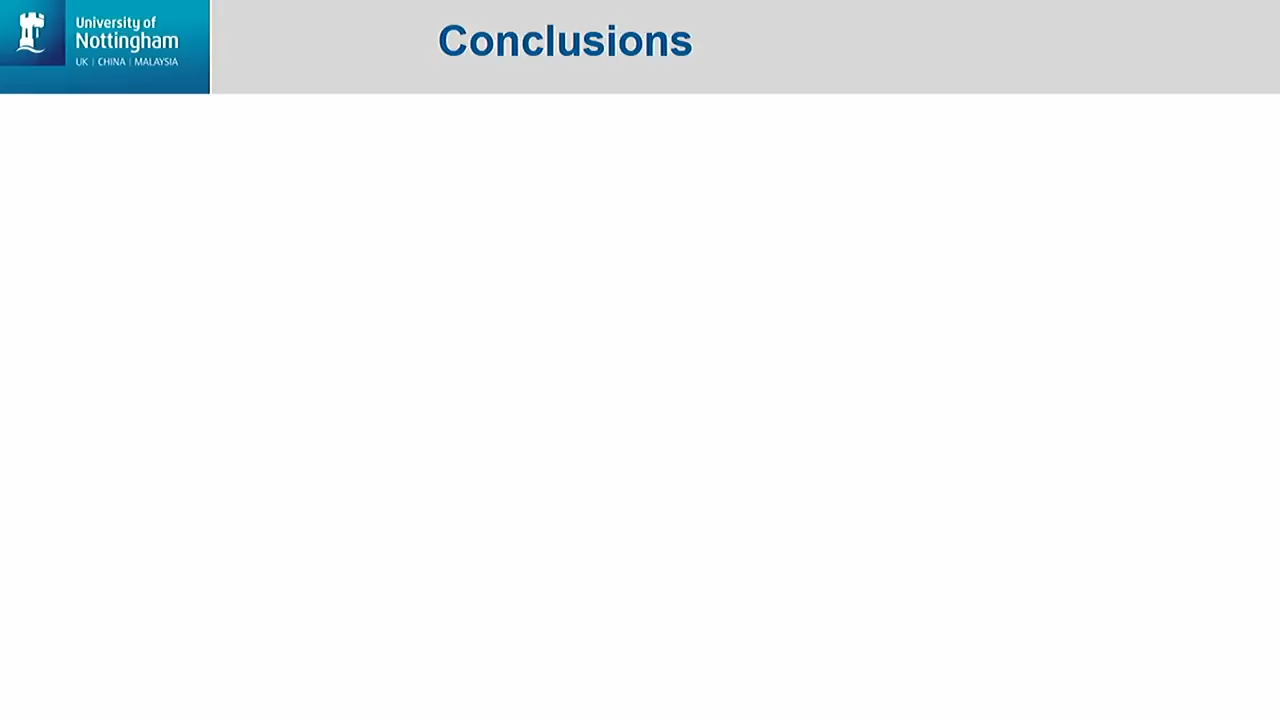 University of
Nottingham
UK | CHINA | MALAYSIA
Conclusions